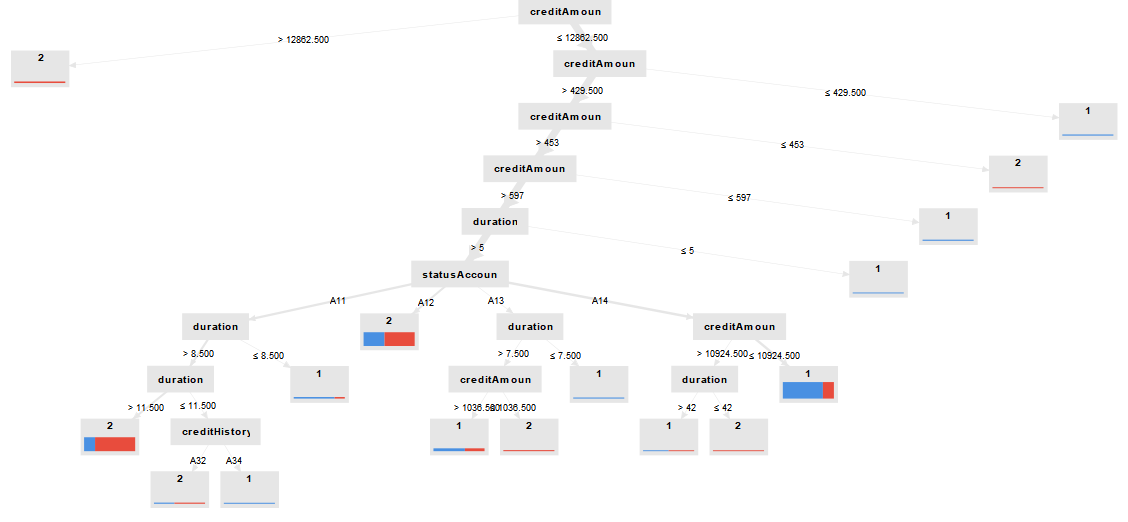 creditAmoun
> 12862.500
≤ 12862.500
2
creditAmoun
> 429.500
≤ 429.500
1
creditAmoun
> 453
≤ 453
2
creditAmoun
> 597
≤ 597
1
duration
> 5
≤ 5
1
statusAccoun
A11
A12
A13
A14
duration
2
duration
creditAmoun
> 8.500
≤ 8.500
> 7.500
≤ 7.500
> 10924.500
≤ 10924.500
duration
1
creditAmoun
1
duration
1
> 11.500
≤ 11.500
> 1036.500
≤ 1036.500
> 42
≤ 42
2
creditHistory
1
2
1
2
A32
A34
2
1